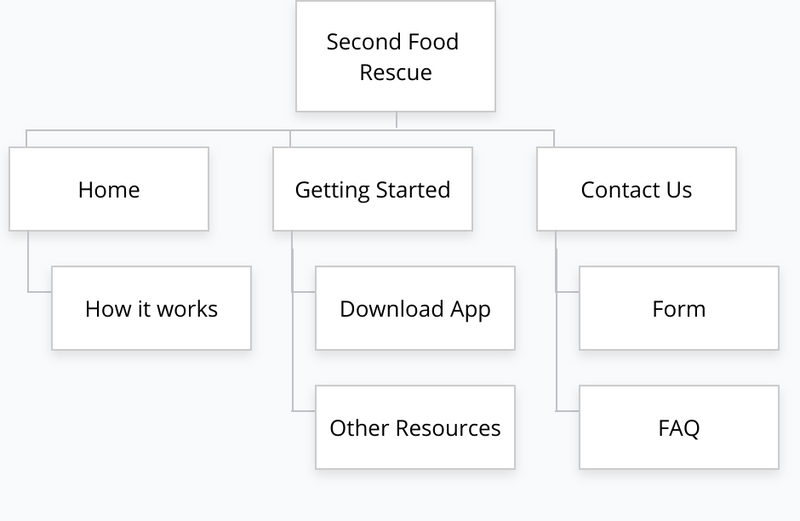 Second Food
Rescue
Home
Getting Started
Contact Us
How it works
Download App
Form
Other Resources
FAQ